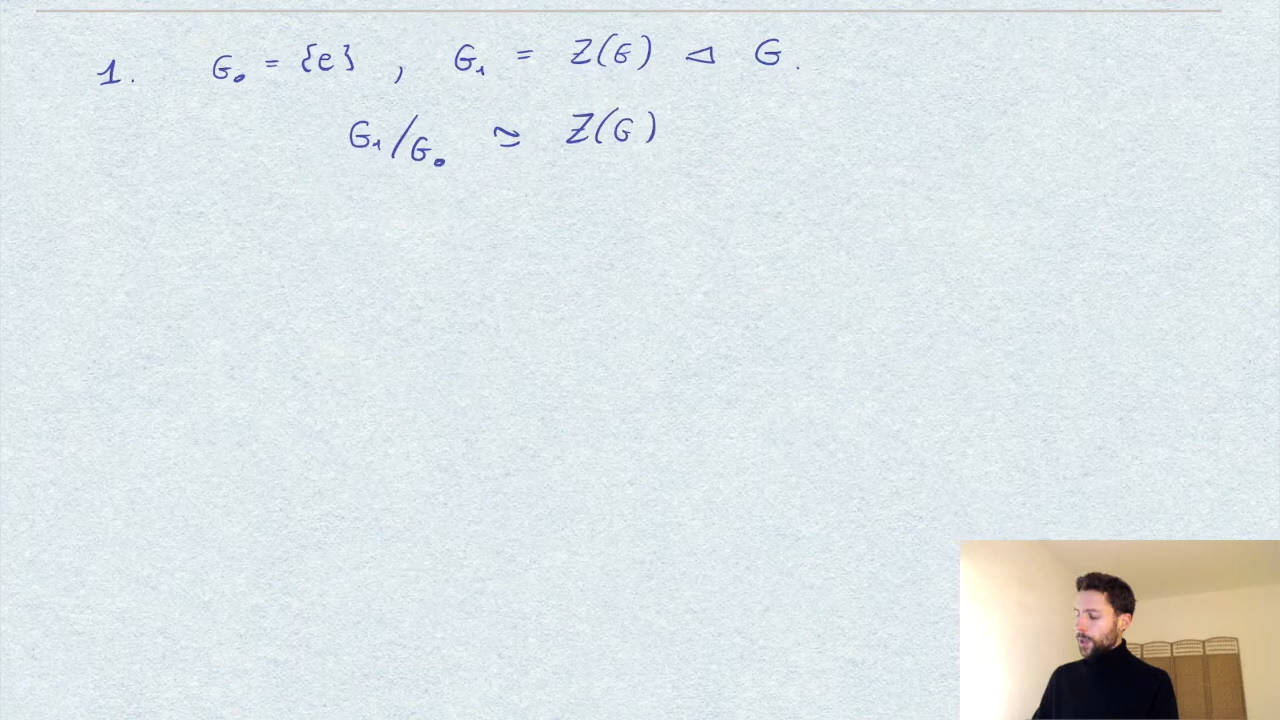 1. G₀ = {e} , G₁ = Z(G) ◁ G.
G₁/G₀ ≃ Z(G)